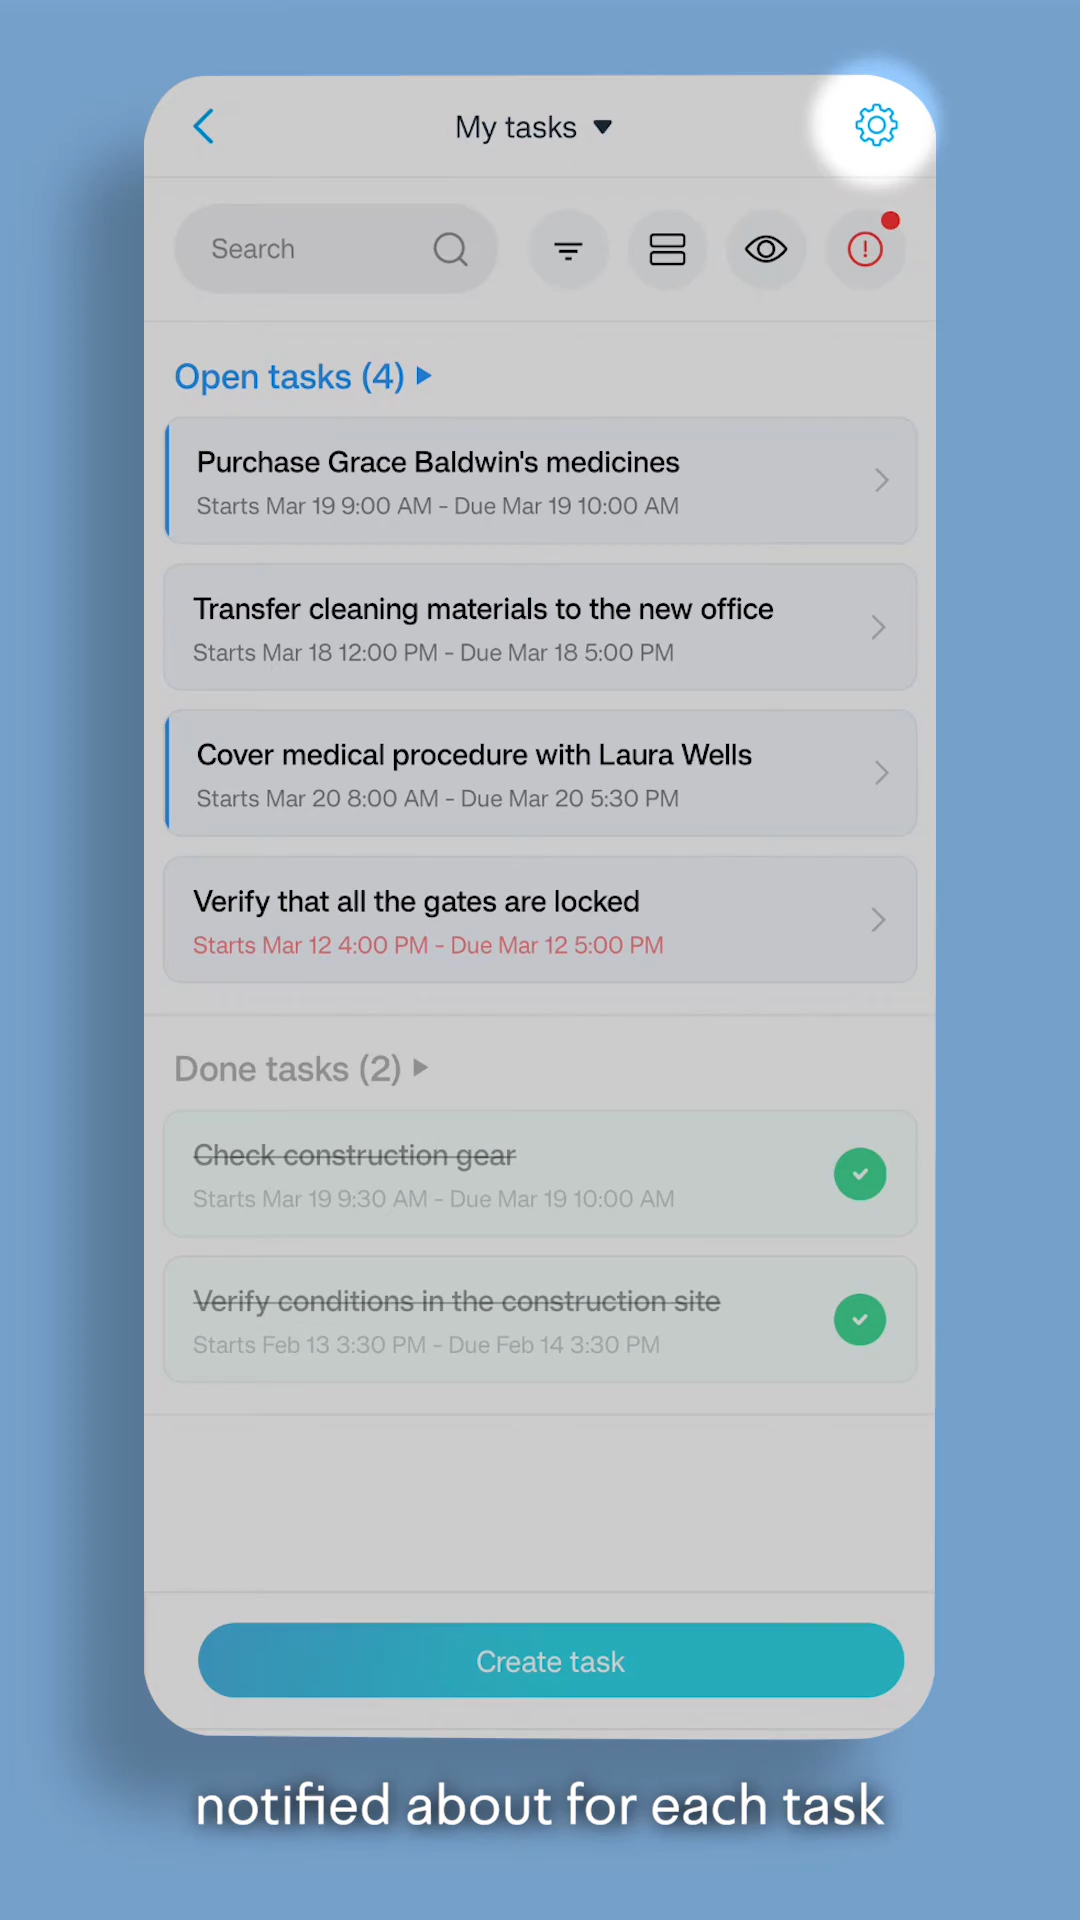 My tasks
Search
Open tasks (4)
Purchase Grace Baldwin's medicines
Starts Mar 19 9:00 AM - Due Mar 19 10:00 AM
Transfer cleaning materials to the new office
Starts Mar 18 12:00 PM - Due Mar 18 5:00 PM
Cover medical procedure with Laura Wells
Starts Mar 20 8:00 AM - Due Mar 20 5:30 PM
Verify that all the gates are locked
Starts Mar 12 4:00 PM - Due Mar 12 5:00 PM
Done tasks (2)
Check construction gear
Starts Mar 19 9:30 AM - Due Mar 19 10:00 AM
Verify conditions in the construction site
Starts Feb 13 3:30 PM - Due Feb 14 3:30 PM
Create task
notified about for each task